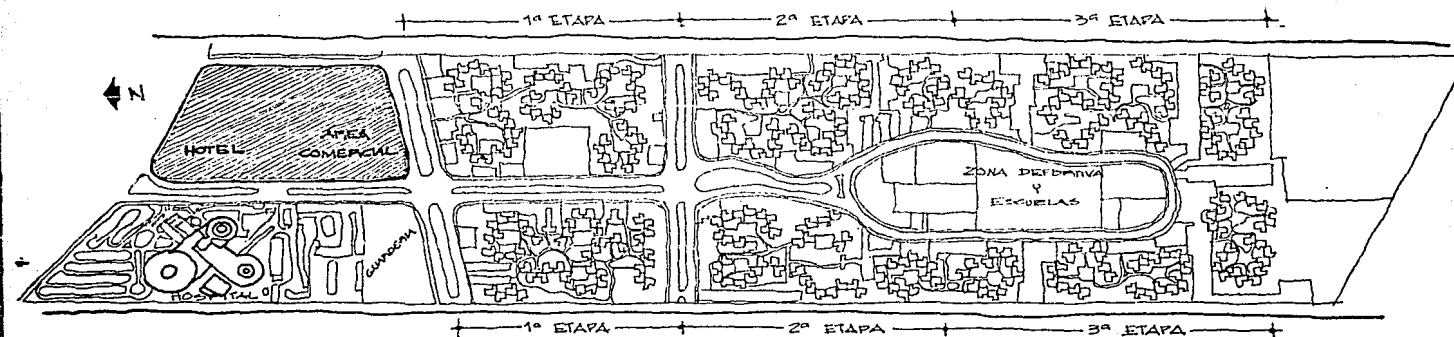 1ª ETAPA 2ª ETAPA 3ª ETAPA
N
HOTEL
AREA
COMERCIAL
ZONA DEPORTIVA
Y
ESCUELAS
HOSPITAL
1ª ETAPA 2ª ETAPA 3ª ETAPA